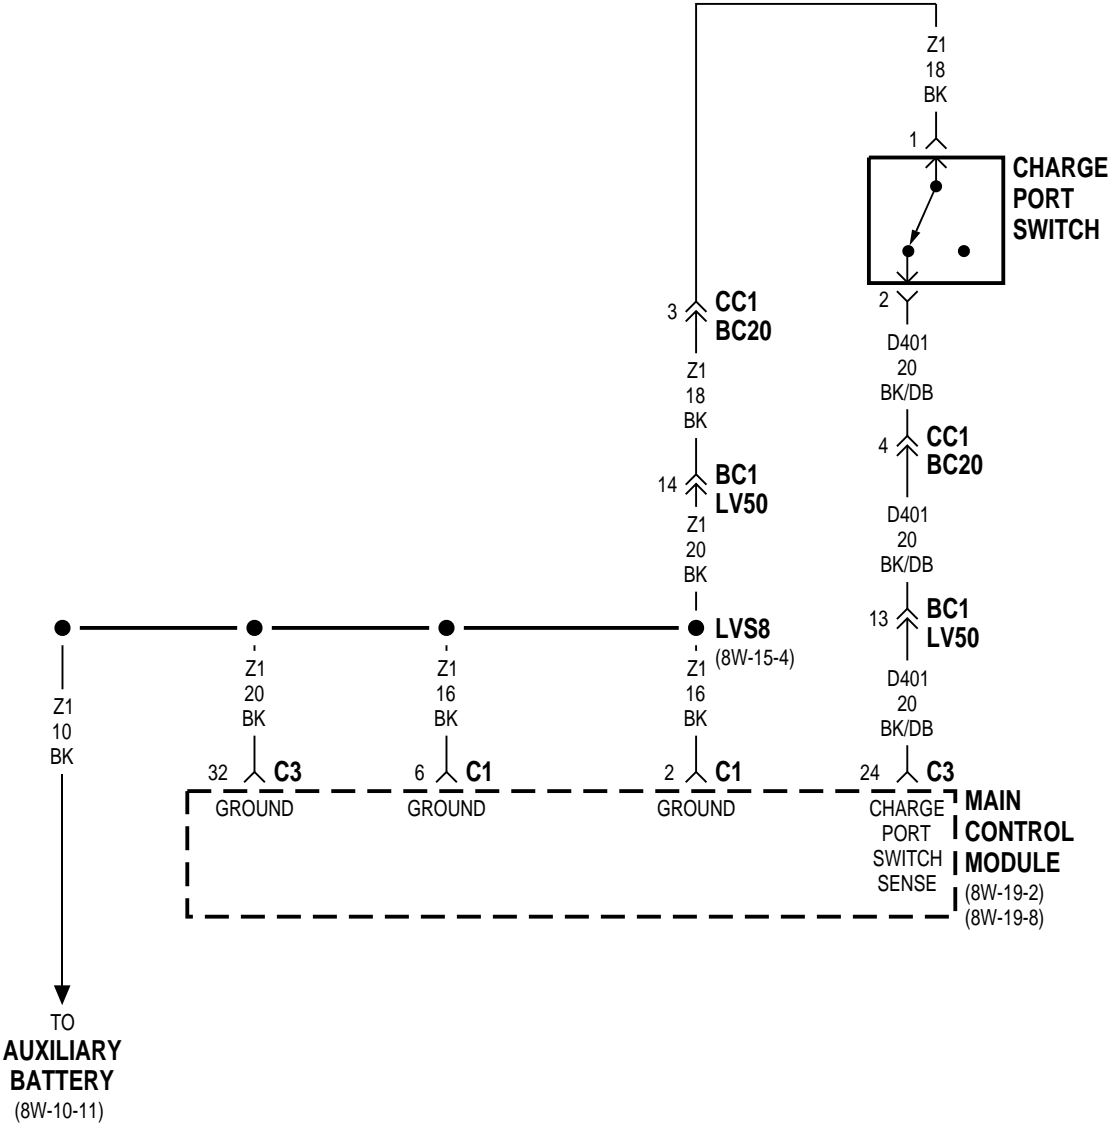 Z1
18
BK
1
CHARGE
PORT
SWITCH
2
3
CC1
BC20
D401
20
BK/DB
Z1
18
BK
4
CC1
BC20
14
BC1
LV50
D401
20
BK/DB
Z1
20
BK
13
BC1
LV50
LVS8
(8W-15-4)
Z1
10
BK
Z1
20
BK
Z1
16
BK
Z1
16
BK
D401
20
BK/DB
32
C3
6
C1
2
C1
24
C3
GROUND
GROUND
GROUND
CHARGE
PORT
SWITCH
SENSE
MAIN
CONTROL
MODULE
(8W-19-2)
(8W-19-8)
TO
AUXILIARY
BATTERY
(8W-10-11)